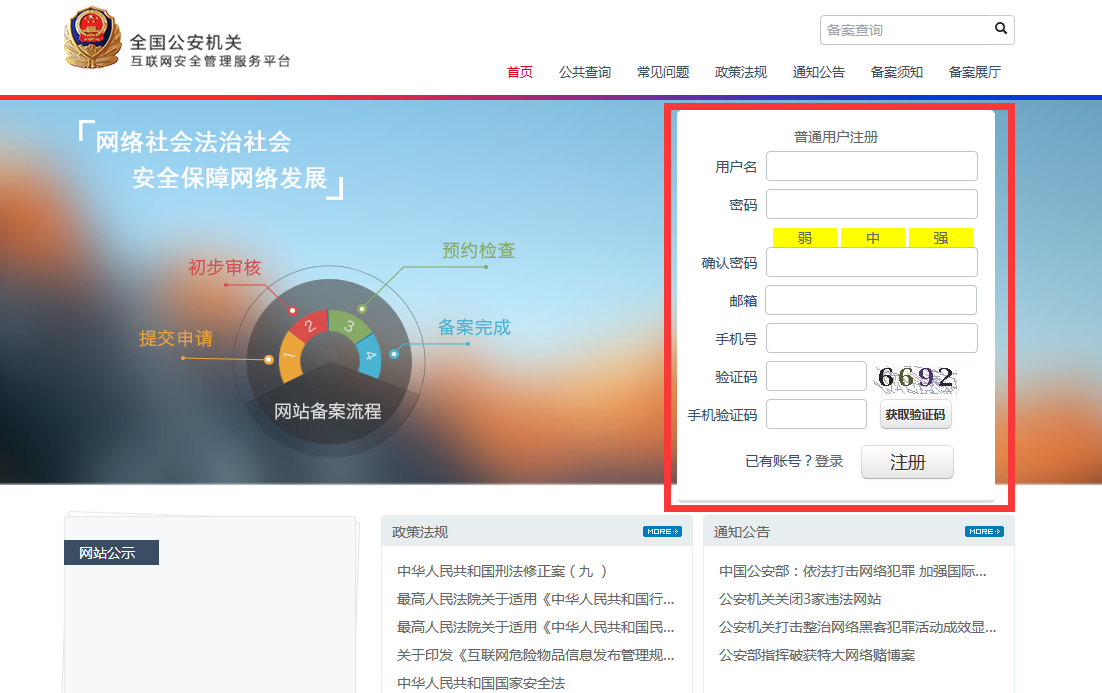 全国公安机关
互联网安全管理服务平台
备案查询
首页 公共查询 常见问题 政策法规 通知公告 备案须知 备案展厅
「网络社会法治社会
安全保障网络发展」
初步审核
预约检查
提交申请
备案完成
1 2 3 4
网站备案流程
普通用户注册
用户名
密码
弱 中 强
确认密码
邮箱
手机号
验证码 6692
手机验证码 获取验证码
已有账号？登录 注册
网站公示
政策法规 MORE
中华人民共和国刑法修正案（九 ）
最高人民法院关于适用《中华人民共和国行...
最高人民法院关于适用《中华人民共和国民...
关于印发《互联网危险物品信息发布管理规...
中华人民共和国国家安全法
通知公告 MORE
中国公安部：依法打击网络犯罪 加强国际...
公安机关关闭3家违法网站
公安机关打击整治网络黑客犯罪活动成效显...
公安部指挥破获特大网络赌博案